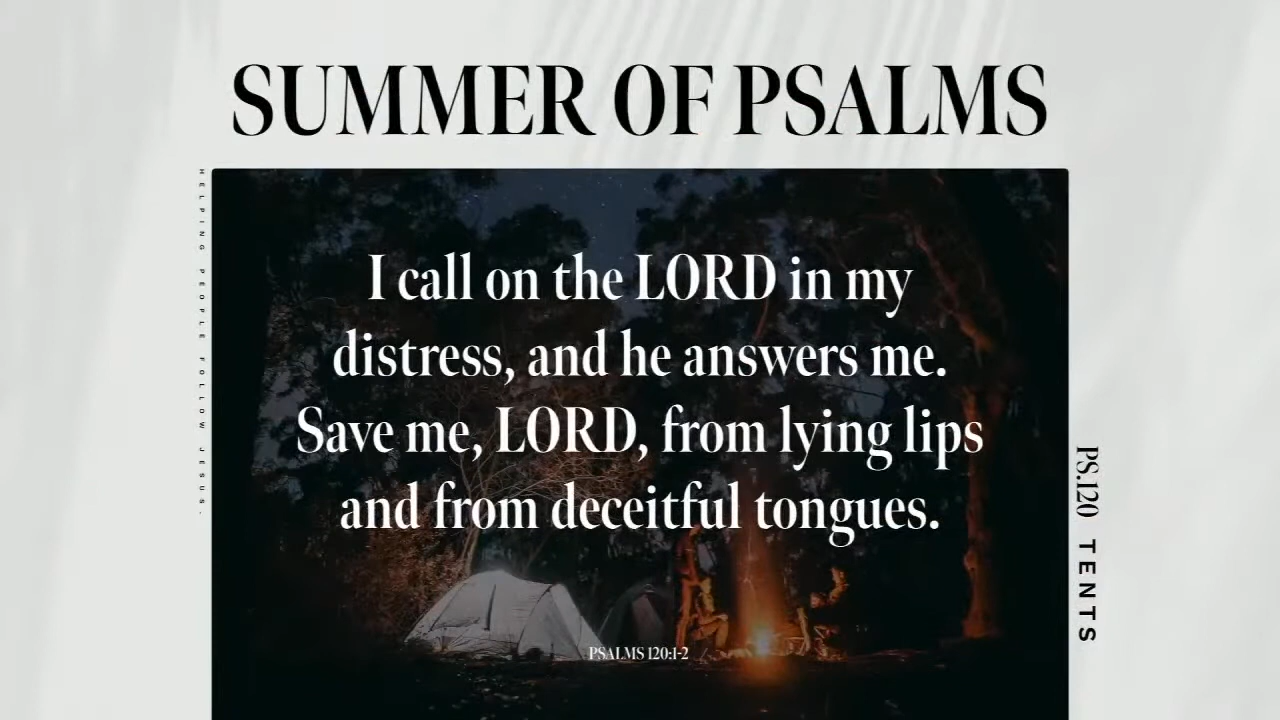 SUMMER OF PSALMS
HELPING PEOPLE FOLLOW JESUS.
I call on the LORD in my
distress, and he answers me.
Save me, LORD, from lying lips
and from deceitful tongues.
PSALMS 120:1-2
PS.120 TENTS